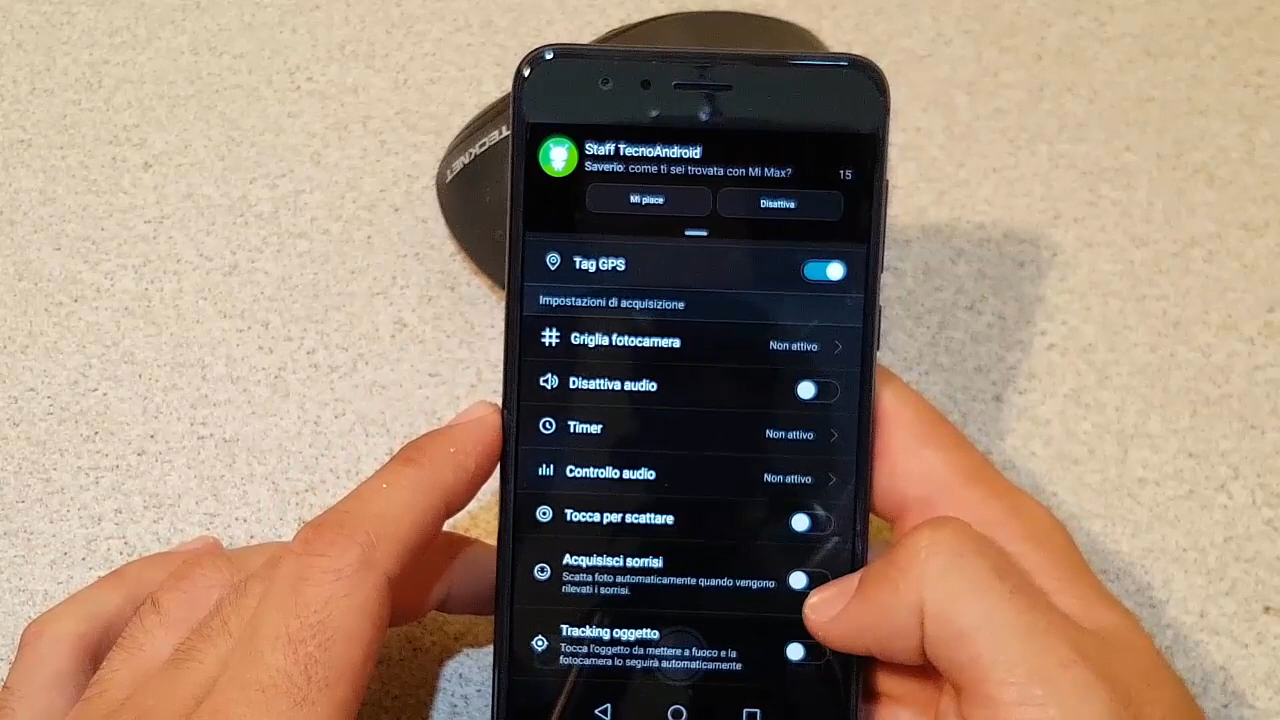 TECKNET
Staff TecnoAndroid
Saverio: come ti sei trovata con Mi Max?
15
Mi piace
Disattiva
Tag GPS
Impostazioni di acquisizione
Griglia fotocamera
Non attivo
Disattiva audio
Timer
Non attivo
Controllo audio
Non attivo
Tocca per scattare
Acquisisci sorrisi
Scatta foto automaticamente quando vengono
rilevati i sorrisi.
Tracking oggetto
Tocca l'oggetto da mettere a fuoco e la
fotocamera lo seguirà automaticamente